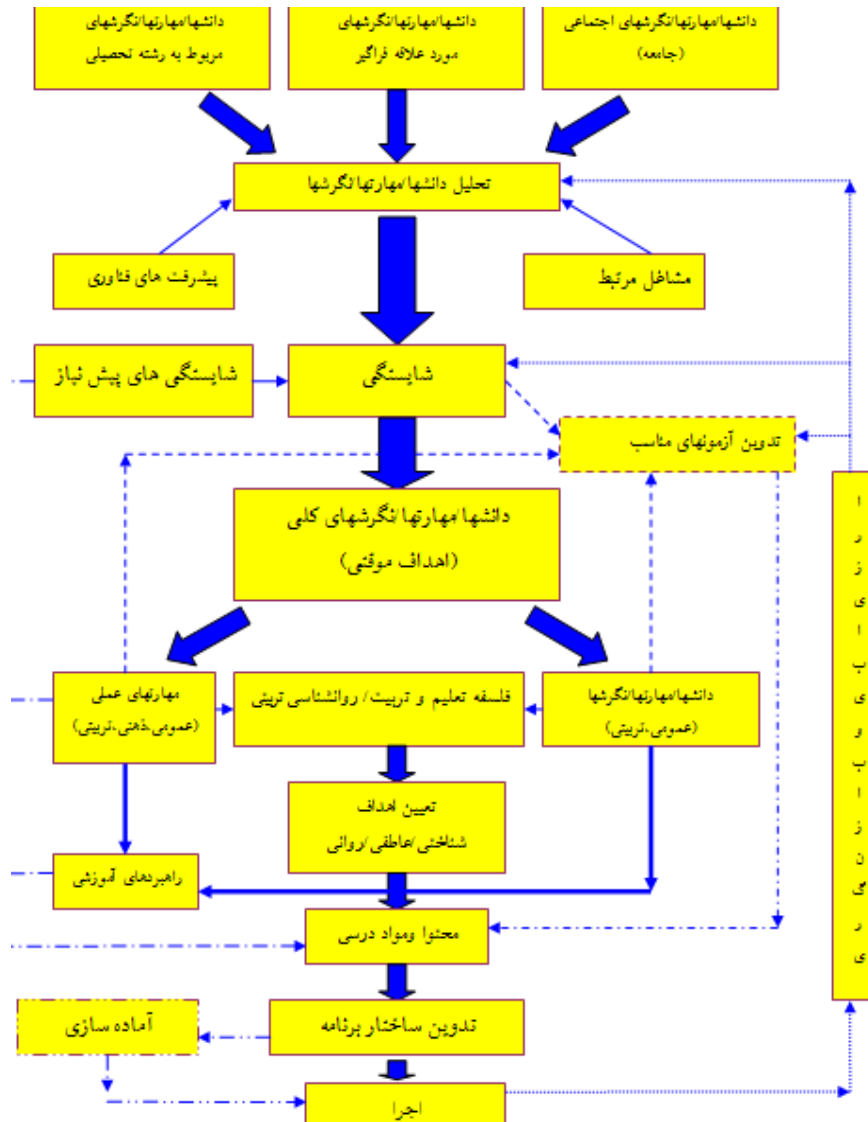 دانشها/مهارتها/نگرشهای اجتماعی
(جامعه)
دانشها/مهارتها/نگرشهای
مورد علاقه فراگیر
دانشها/مهارتها/نگرشهای
مربوط به رشته تحصیلی
تحلیل دانشها/مهارتها/نگرشها
مشاغل مرتبط
پیشرفت های فناوری
شایستگی
شایستگی های پیش نیاز
تدوین آزمونهای مناسب
دانشها/مهارتها/نگرشهای کلی
(اهداف موقتی)
دانشها/مهارتها/نگرشها
(عمومی،تربیتی)
فلسفه تعلیم و تربیت/ روانشناسی تربیتی
مهارتهای عملی
(عمومی،ذهنی،تربیتی)
تعیین اهداف
شناختی/عاطفی/روانی
راهبردهای آموزشی
محتوا ومواد درسی
تدوین ساختار برنامه
آماده سازی
اجرا
ا
ر
ز
ی
ا
ب
ی
و
ب
ا
ز
ن
گ
ر
ی